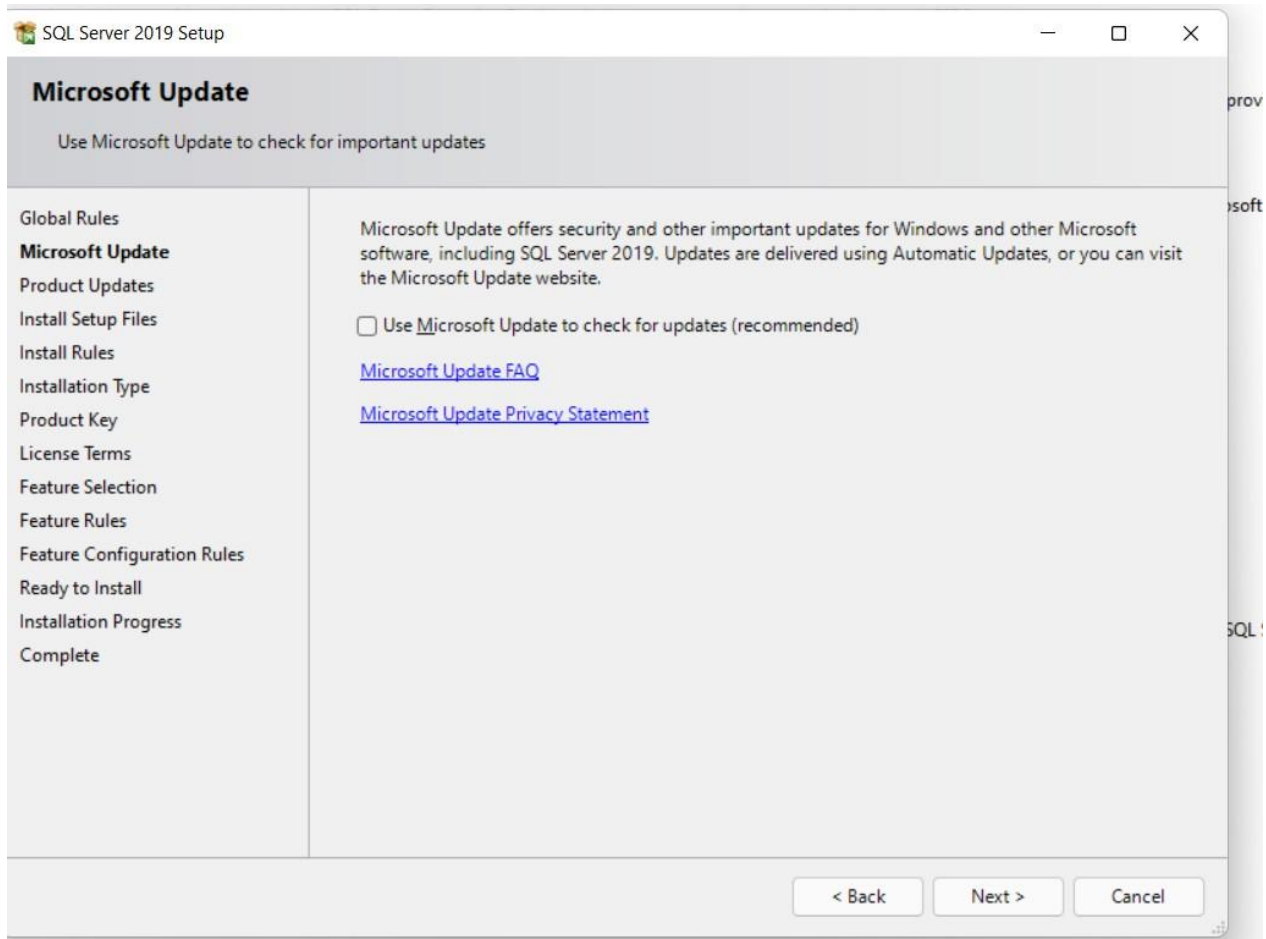 SQL Server 2019 Setup
Microsoft Update
Use Microsoft Update to check for important updates
Global Rules
Microsoft Update
Product Updates
Install Setup Files
Install Rules
Installation Type
Product Key
License Terms
Feature Selection
Feature Rules
Feature Configuration Rules
Ready to Install
Installation Progress
Complete
Microsoft Update offers security and other important updates for Windows and other Microsoft
software, including SQL Server 2019. Updates are delivered using Automatic Updates, or you can visit
the Microsoft Update website.
Use Microsoft Update to check for updates (recommended)
Microsoft Update FAQ
Microsoft Update Privacy Statement
< Back Next > Cancel
prov
SQL